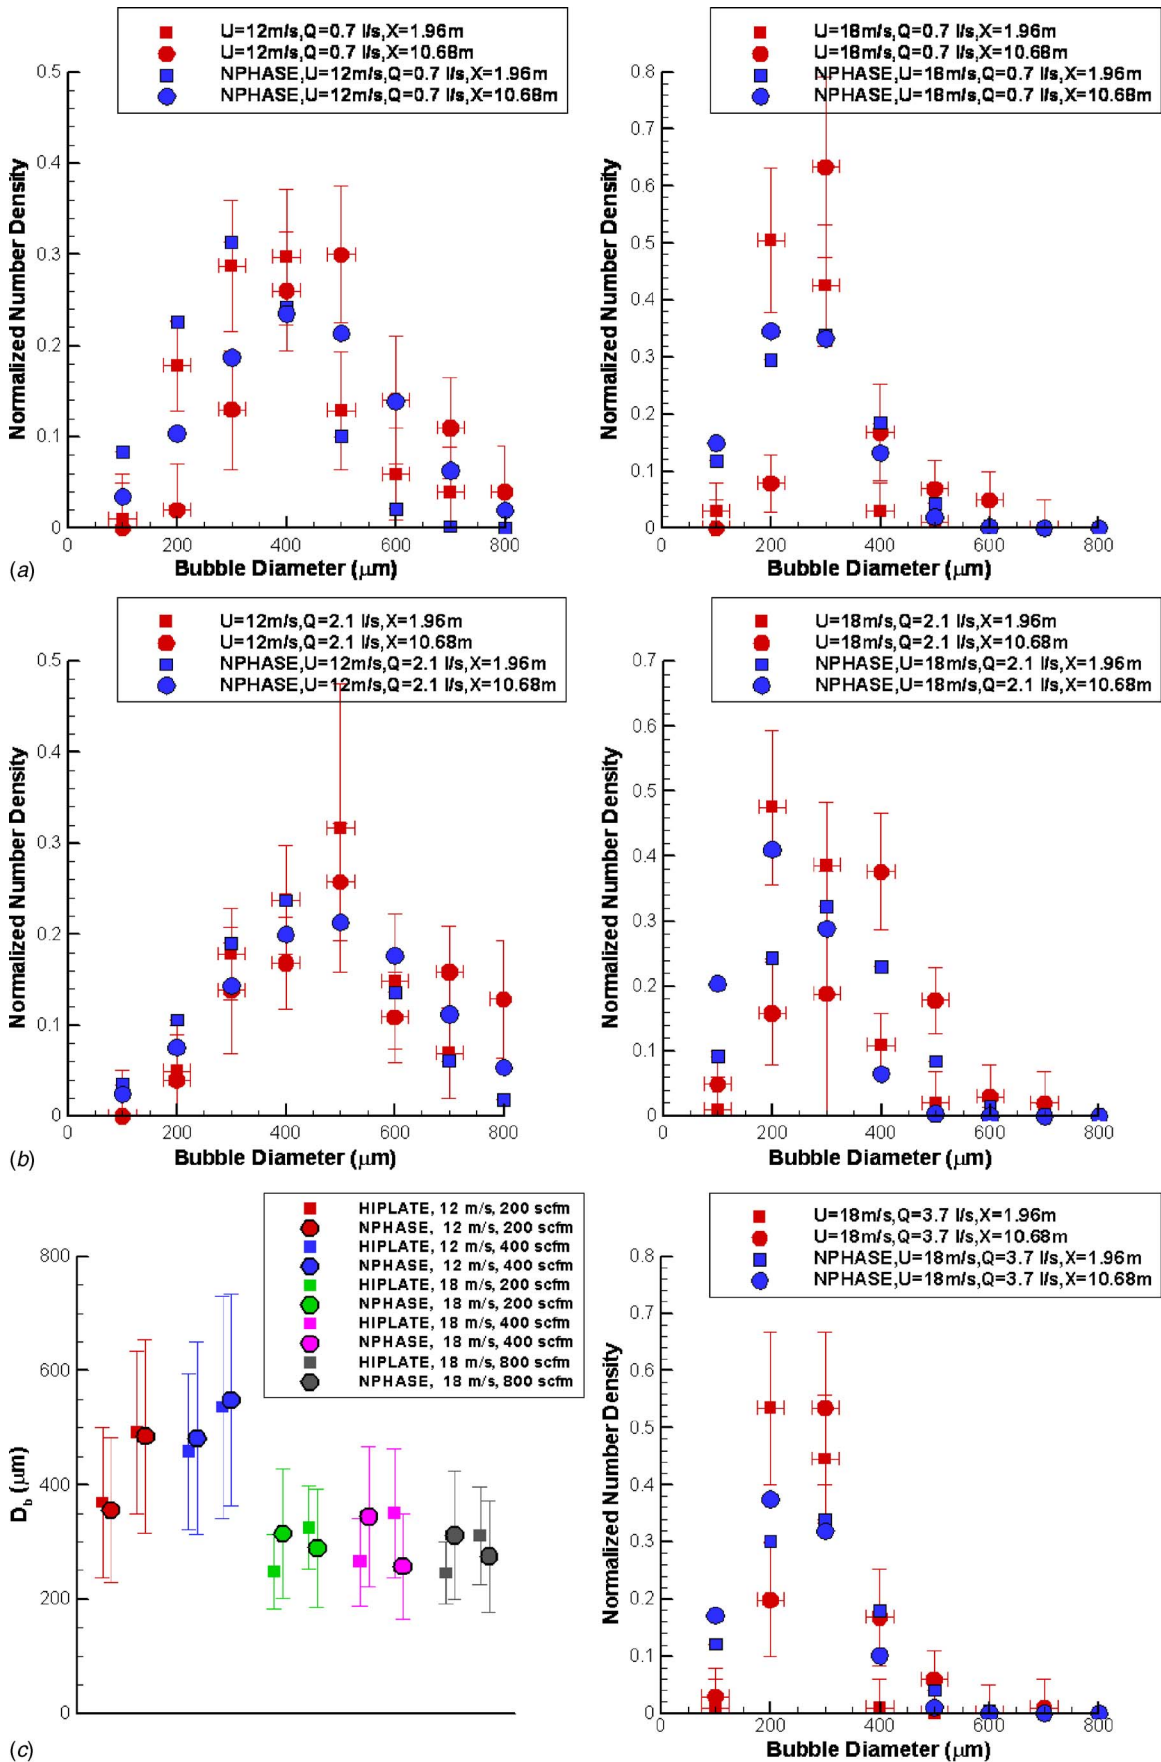 U=12m/s,Q=0.7 l/s,X=1.96m
U=12m/s,Q=0.7 l/s,X=10.68m
NPHASE,U=12m/s,Q=0.7 l/s,X=1.96m
NPHASE,U=12m/s,Q=0.7 l/s,X=10.68m
0.5
0.4
0.3
0.2
0.1
0
Normalized Number Density
0 200 400 600 800
Bubble Diameter (μm)
(a)
U=18m/s,Q=0.7 l/s,X=1.96m
U=18m/s,Q=0.7 l/s,X=10.68m
NPHASE,U=18m/s,Q=0.7 l/s,X=1.96m
NPHASE,U=18m/s,Q=0.7 l/s,X=10.68m
0.8
0.7
0.6
0.5
0.4
0.3
0.2
0.1
0
Normalized Number Density
0 200 400 600 800
Bubble Diameter (μm)
U=12m/s,Q=2.1 l/s,X=1.96m
U=12m/s,Q=2.1 l/s,X=10.68m
NPHASE,U=12m/s,Q=2.1 l/s,X=1.96m
NPHASE,U=12m/s,Q=2.1 l/s,X=10.68m
0.5
0.4
0.3
0.2
0.1
0
Normalized Number Density
0 200 400 600 800
Bubble Diameter (μm)
(b)
U=18m/s,Q=2.1 l/s,X=1.96m
U=18m/s,Q=2.1 l/s,X=10.68m
NPHASE,U=18m/s,Q=2.1 l/s,X=1.96m
NPHASE,U=18m/s,Q=2.1 l/s,X=10.68m
0.7
0.6
0.5
0.4
0.3
0.2
0.1
0
Normalized Number Density
0 200 400 600 800
Bubble Diameter (μm)
HIPLATE, 12 m/s, 200 scfm
NPHASE, 12 m/s, 200 scfm
HIPLATE, 12 m/s, 400 scfm
NPHASE, 12 m/s, 400 scfm
HIPLATE, 18 m/s, 200 scfm
NPHASE, 18 m/s, 200 scfm
HIPLATE, 18 m/s, 400 scfm
NPHASE, 18 m/s, 400 scfm
HIPLATE, 18 m/s, 800 scfm
NPHASE, 18 m/s, 800 scfm
800
600
400
200
0
D_b (μm)
(c)
U=18m/s,Q=3.7 l/s,X=1.96m
U=18m/s,Q=3.7 l/s,X=10.68m
NPHASE,U=18m/s,Q=3.7 l/s,X=1.96m
NPHASE,U=18m/s,Q=3.7 l/s,X=10.68m
0.8
0.7
0.6
0.5
0.4
0.3
0.2
0.1
0
Normalized Number Density
0 200 400 600 800
Bubble Diameter (μm)